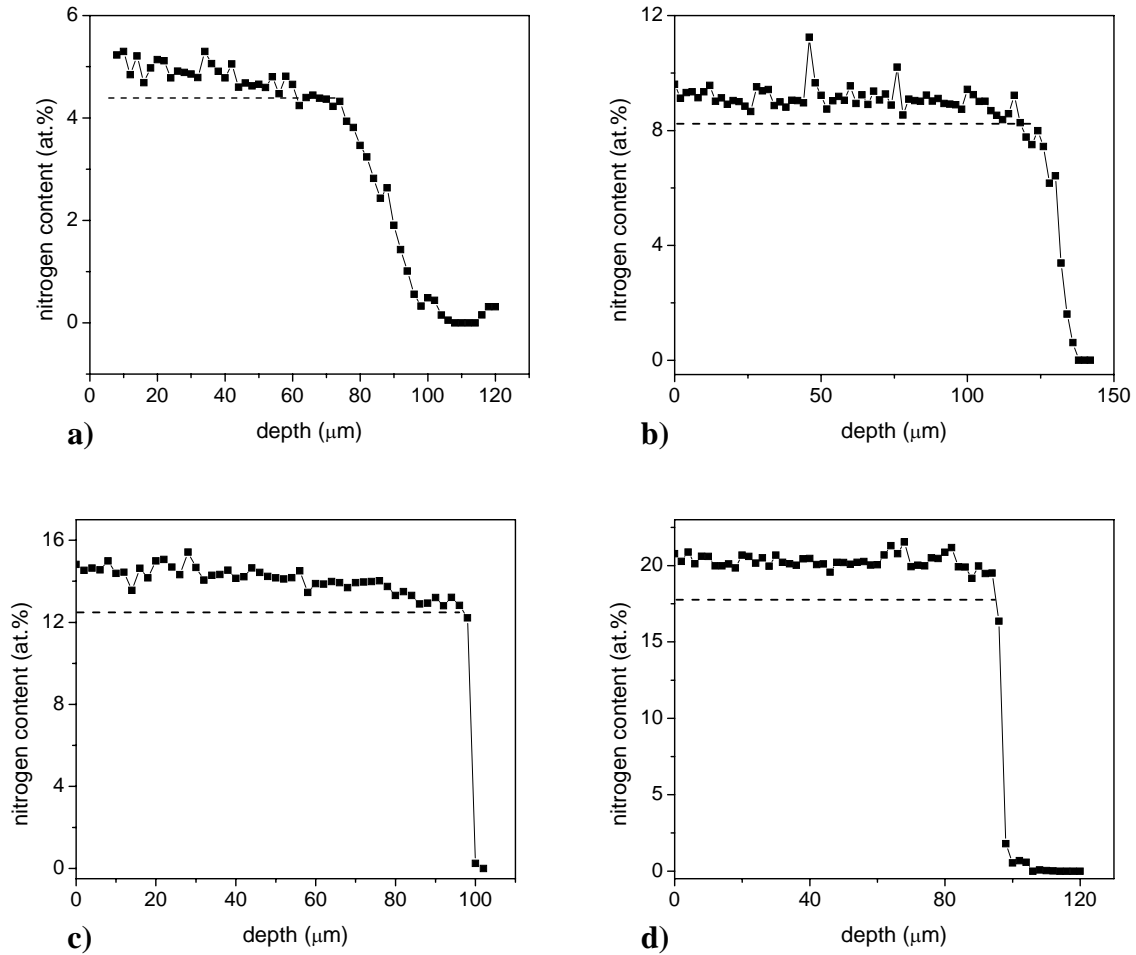 6
4
2
0
nitrogen content (at.%)
0 20 40 60 80 100 120
depth (μm)
a)
12
8
4
0
nitrogen content (at.%)
0 50 100 150
depth (μm)
b)
16
12
8
4
0
nitrogen content (at.%)
0 20 40 60 80 100
depth (μm)
c)
20
15
10
5
0
nitrogen content (at.%)
0 40 80 120
depth (μm)
d)